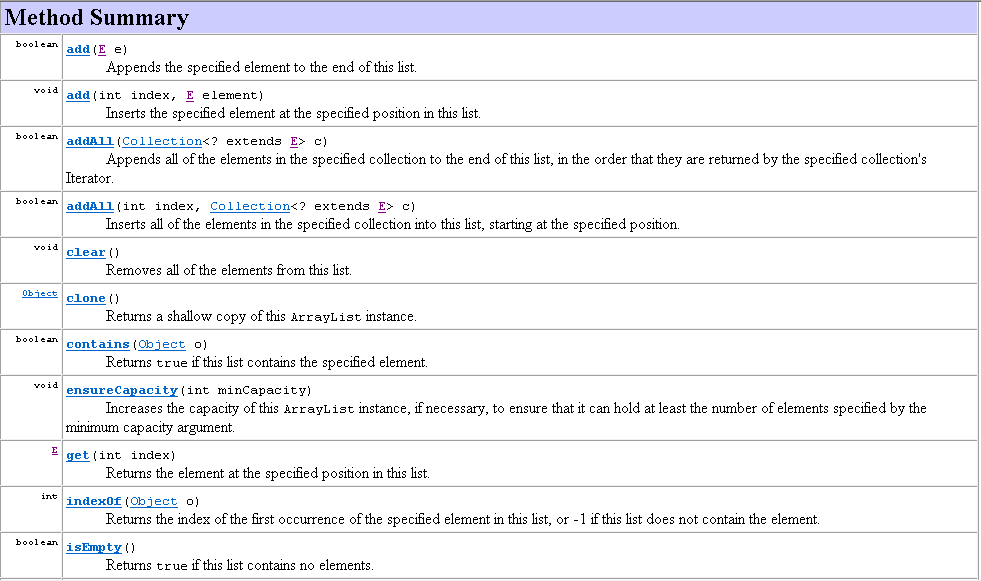 Method Summary
boolean add(E e)
Appends the specified element to the end of this list.
void add(int index, E element)
Inserts the specified element at the specified position in this list.
boolean addAll(Collection<? extends E> c)
Appends all of the elements in the specified collection to the end of this list, in the order that they are returned by the specified collection's
Iterator.
boolean addAll(int index, Collection<? extends E> c)
Inserts all of the elements in the specified collection into this list, starting at the specified position.
void clear()
Removes all of the elements from this list.
Object clone()
Returns a shallow copy of this ArrayList instance.
boolean contains(Object o)
Returns true if this list contains the specified element.
void ensureCapacity(int minCapacity)
Increases the capacity of this ArrayList instance, if necessary, to ensure that it can hold at least the number of elements specified by the
minimum capacity argument.
E get(int index)
Returns the element at the specified position in this list.
int indexOf(Object o)
Returns the index of the first occurrence of the specified element in this list, or -1 if this list does not contain the element.
boolean isEmpty()
Returns true if this list contains no elements.